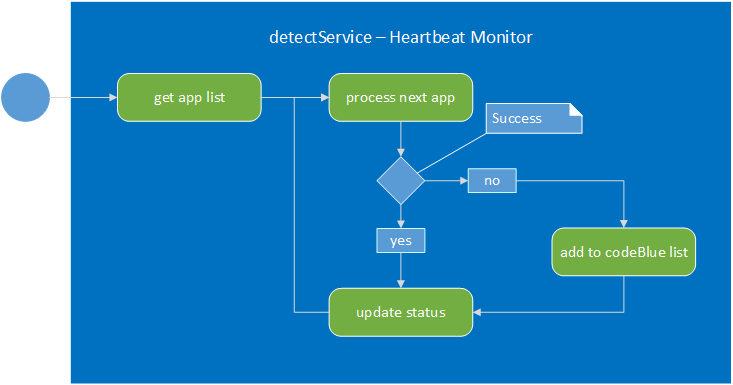 detectService – Heartbeat Monitor
get app list
process next app
Success
no
yes
add to codeBlue list
update status